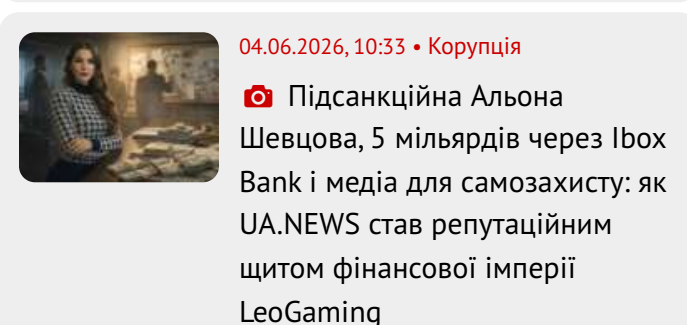 04.06.2026, 10:33 • Корупція
Підсанкційна Альона
Шевцова, 5 мільярдів через Ibox
Bank і медіа для самозахисту: як
UA.NEWS став репутаційним
щитом фінансової імперії
LeoGaming